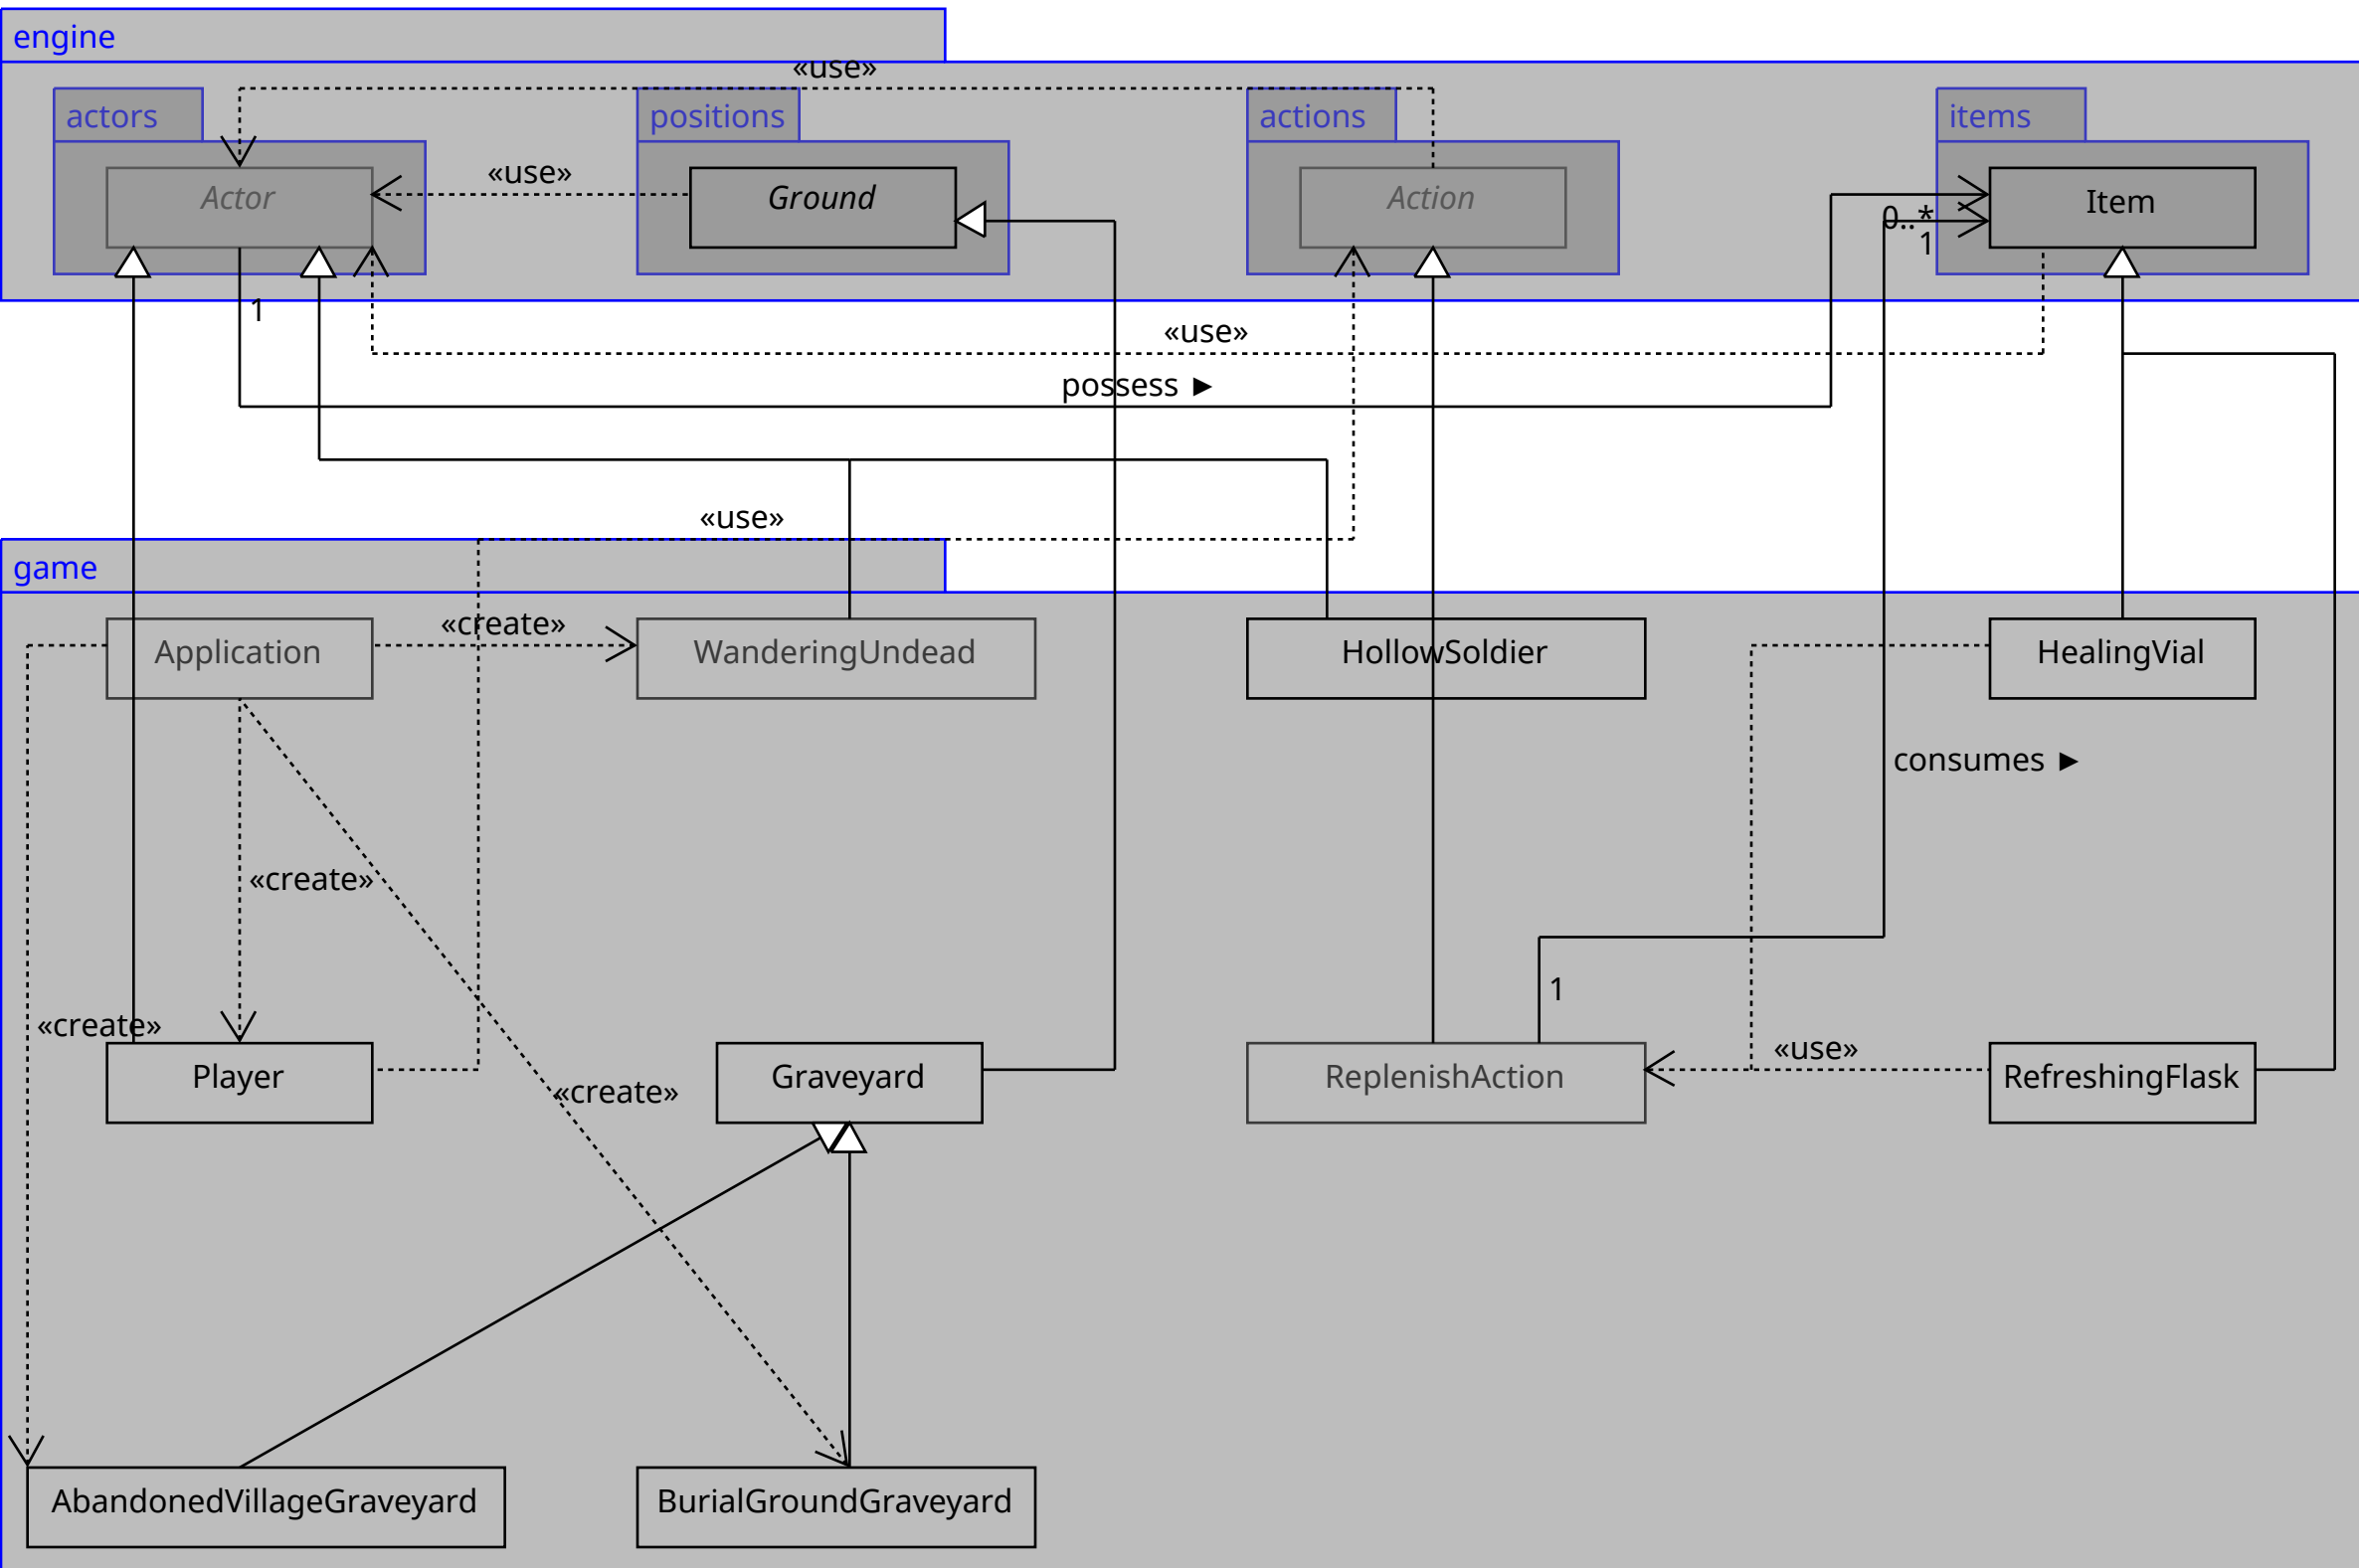 engine
«use»
actors
positions
actions
items
Actor
«use»
Ground
Action
Item
0..*
1
1
«use»
possess ►
«use»
game
Application
«create»
WanderingUndead
HollowSoldier
HealingVial
consumes ►
«create»
1
«create»
«use»
Player
«create»
Graveyard
ReplenishAction
RefreshingFlask
AbandonedVillageGraveyard
BurialGroundGraveyard